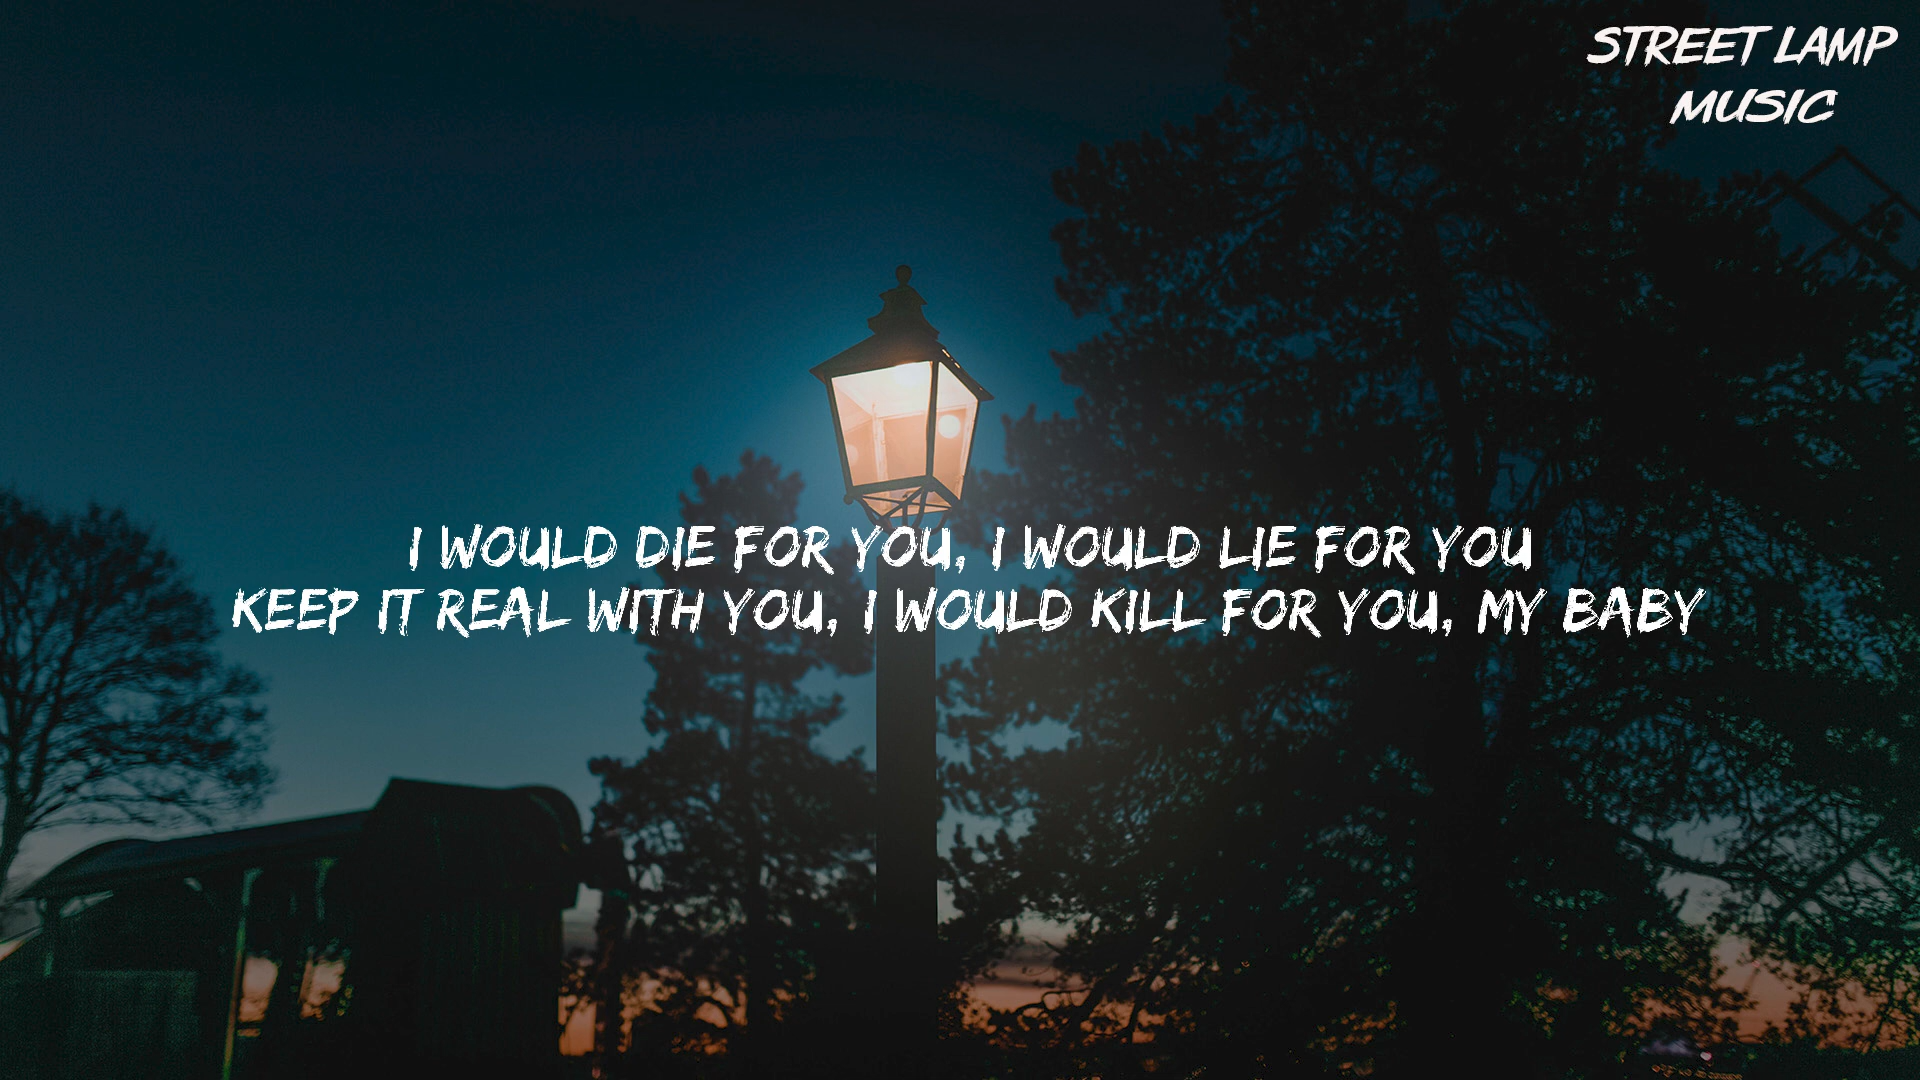 STREET LAMP
MUSIC
I WOULD DIE FOR YOU, I WOULD LIE FOR YOU
KEEP IT REAL WITH YOU, I WOULD KILL FOR YOU, MY BABY